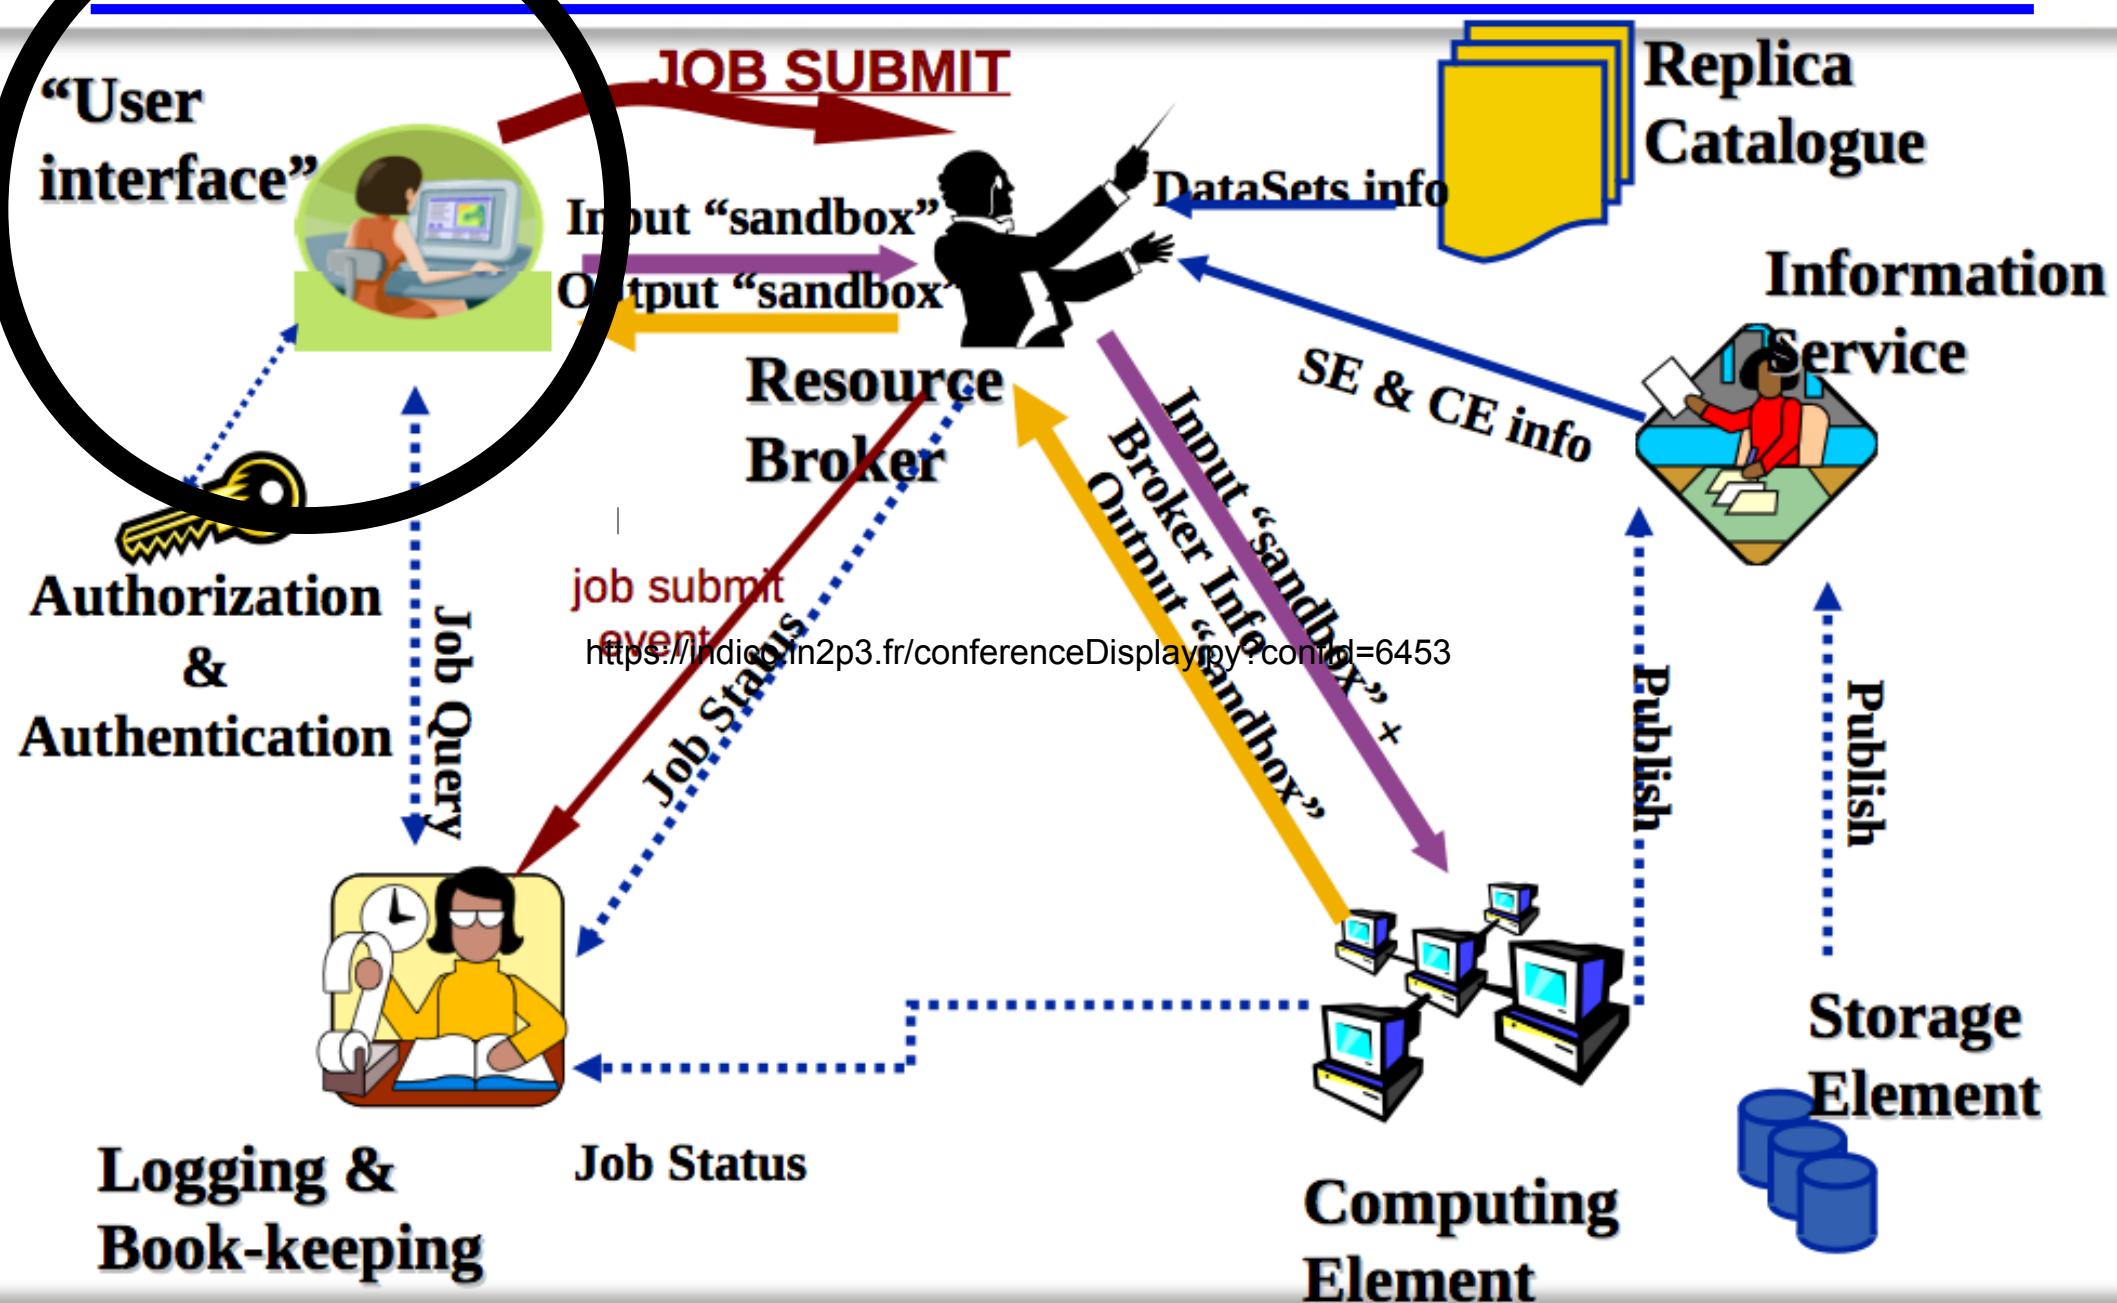 JOB SUBMIT
“User
interface”
Replica
Catalogue
DataSets info
Input “sandbox”
Output “sandbox”
Information
Service
SE & CE info
Resource
Broker
Input “sandbox” +
Broker Info
Output “sandbox”
job submit
event
https://indico.in2p3.fr/conferenceDisplay.py?confId=6453
Authorization
&
Authentication
Job Query
Job Status
Publish
Publish
Storage
Element
Logging &
Book-keeping
Job Status
Computing
Element